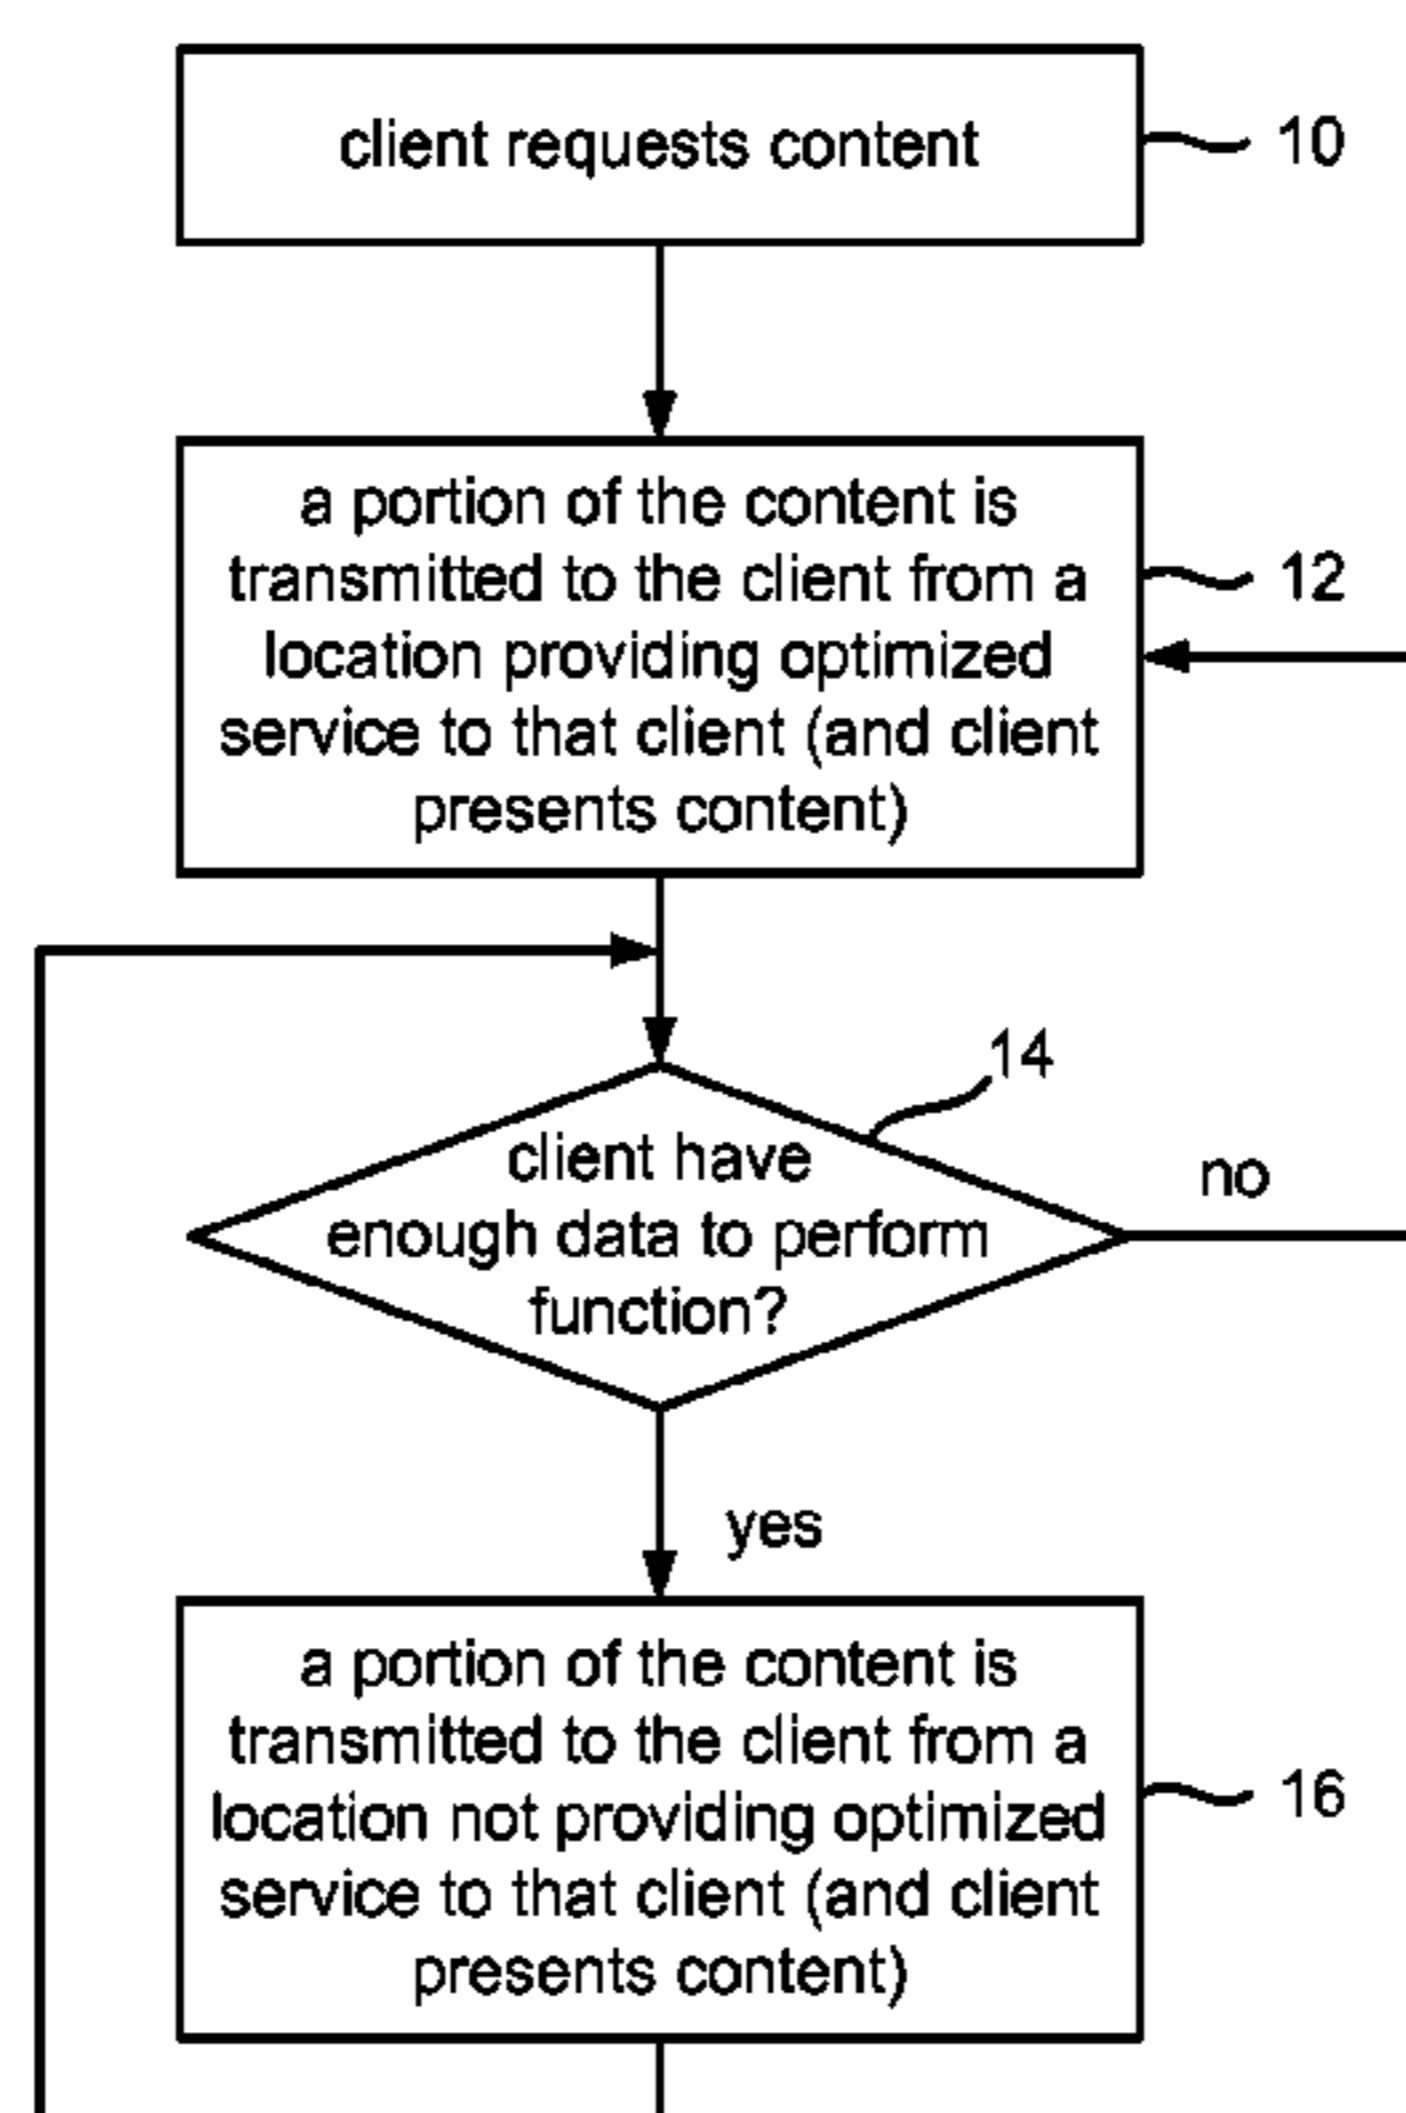 client requests content
10
a portion of the content is
transmitted to the client from a
12
location providing optimized
service to that client (and client
presents content)
14
client have
no
enough data to perform
function?
yes
a portion of the content is
transmitted to the client from a
location not providing optimized
16
service to that client (and client
presents content)